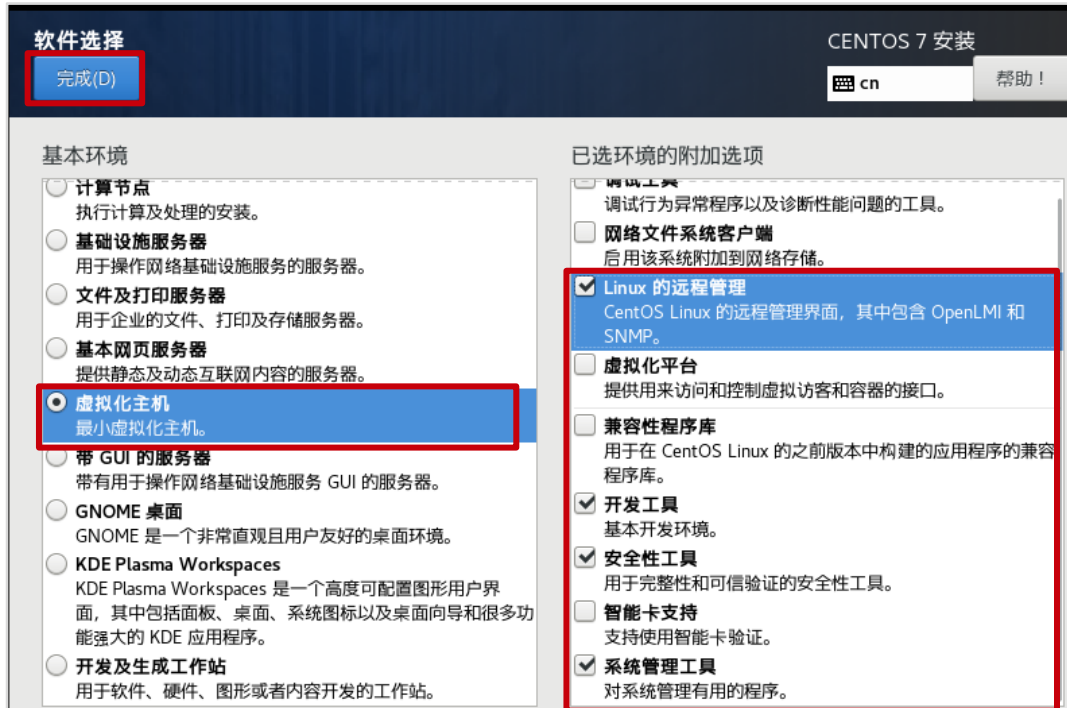 软件选择
完成(D)
CENTOS 7 安装
cn
帮助！
基本环境
计算节点
执行计算及处理的安装。
基础设施服务器
用于操作网络基础设施服务的服务器。
文件及打印服务器
用于企业的文件、打印及存储服务器。
基本网页服务器
提供静态及动态互联网内容的服务器。
虚拟化主机
最小虚拟化主机。
带 GUI 的服务器
带有用于操作网络基础设施服务 GUI 的服务器。
GNOME 桌面
GNOME 是一个非常直观且用户友好的桌面环境。
KDE Plasma Workspaces
KDE Plasma Workspaces 是一个高度可配置图形用户界
面，其中包括面板、桌面、系统图标以及桌面向导和很多功
能强大的 KDE 应用程序。
开发及生成工作站
用于软件、硬件、图形或者内容开发的工作站。
已选环境的附加选项
调试工具
调试行为异常程序以及诊断性能问题的工具。
网络文件系统客户端
启用该系统附加到网络存储。
Linux 的远程管理
CentOS Linux 的远程管理界面，其中包含 OpenLMI 和
SNMP。
虚拟化平台
提供用来访问和控制虚拟访客和容器的接口。
兼容性程序库
用于在 CentOS Linux 的之前版本中构建的应用程序的兼容
程序库。
开发工具
基本开发环境。
安全性工具
用于完整性和可信验证的安全性工具。
智能卡支持
支持使用智能卡验证。
系统管理工具
对系统管理有用的程序。